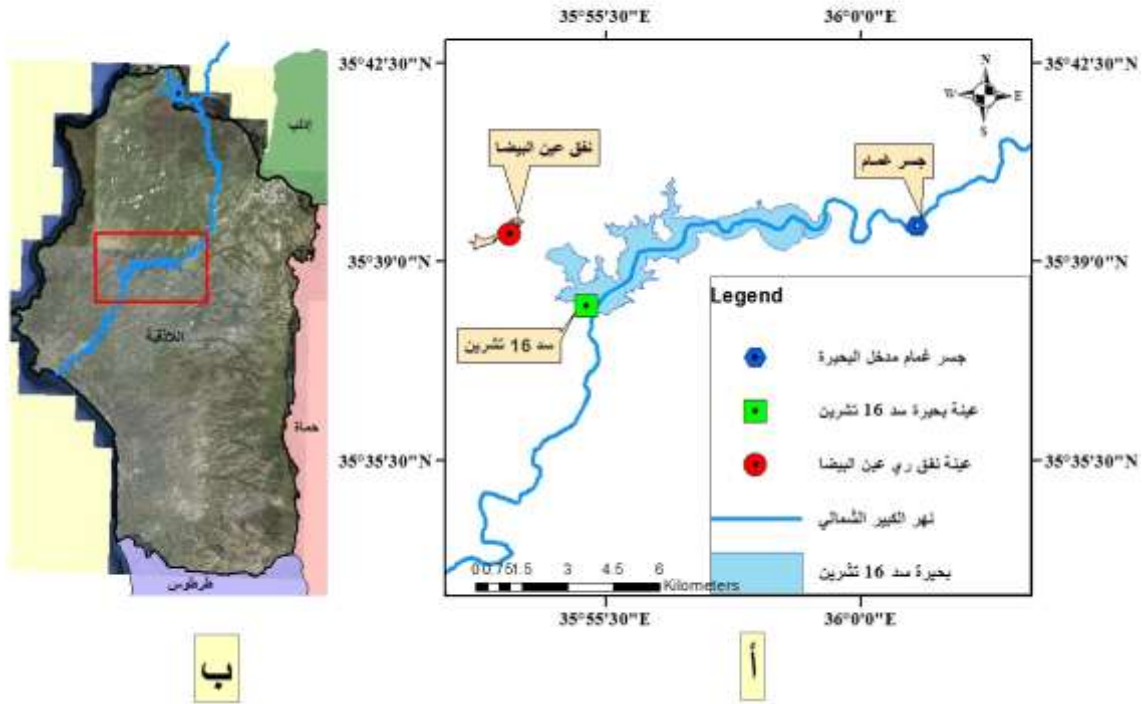 35°55'30"E
36°0'0"E
35°42'30"N
35°42'30"N
N
W
E
S
إدلب
نفق عين البيضا
جسر غمام
35°39'0"N
35°39'0"N
Legend
اللاذقية
سد 16 تشرين
جسر غمام مدخل البحيرة
عينة بحيرة سد 16 تشرين
حماة
35°35'30"N
35°35'30"N
عينة نفق ري عين البيضا
نهر الكبير الشمالي
بحيرة سد 16 تشرين
طرطوس
0 0.75 1.5 3 4.5 6
Kilometers
35°55'30"E
36°0'0"E
أ
ب